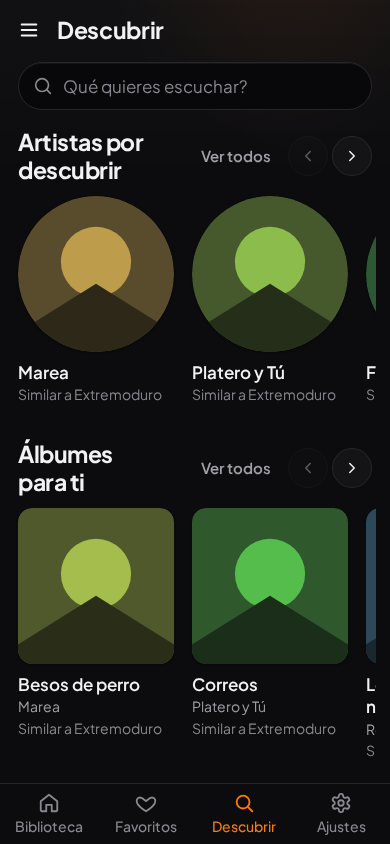 Descubrir
Qué quieres escuchar?
Artistas por
descubrir
Ver todos
Marea
Similar a Extremoduro
Platero y Tú
Similar a Extremoduro
F
S
Álbumes
para ti
Ver todos
Besos de perro
Marea
Similar a Extremoduro
Correos
Platero y Tú
Similar a Extremoduro
n
R
S
Biblioteca
Favoritos
Descubrir
Ajustes